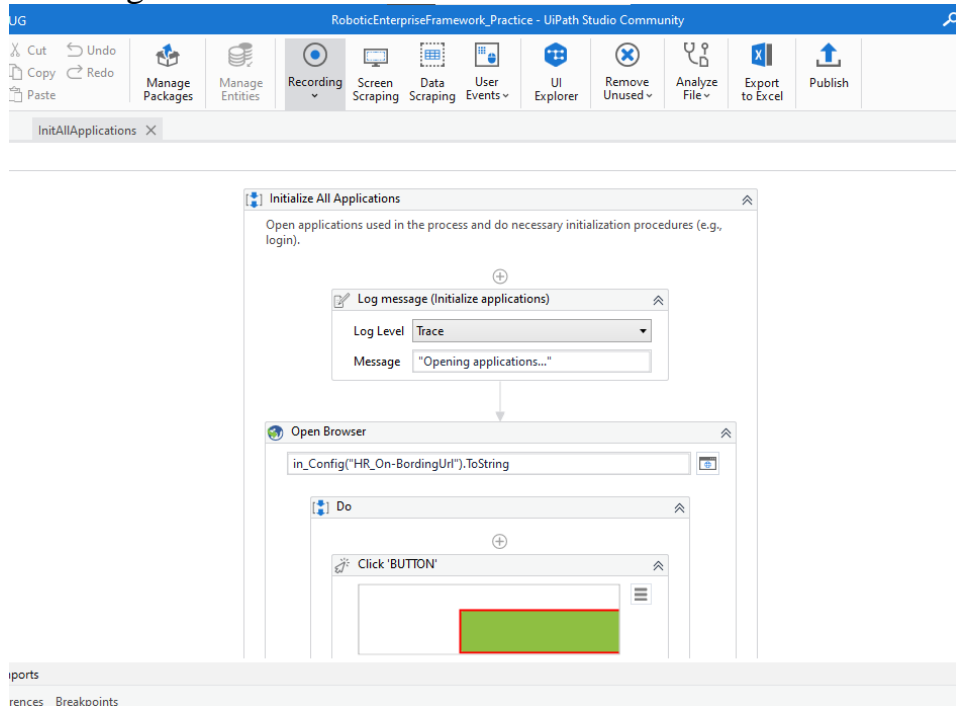 UG RoboticEnterpriseFramework_Practice - UiPath Studio Community
Cut Undo
Copy Redo
Paste
Manage Packages
Manage Entities
Recording
Screen Scraping
Data Scraping
User Events
UI Explorer
Remove Unused
Analyze File
Export to Excel
Publish
InitAllApplications
Initialize All Applications
Open applications used in the process and do necessary initialization procedures (e.g.,
login).
Log message (Initialize applications)
Log Level Trace
Message "Opening applications..."
Open Browser
in_Config("HR_On-BordingUrl").ToString
Do
Click 'BUTTON'
ports
rences Breakpoints